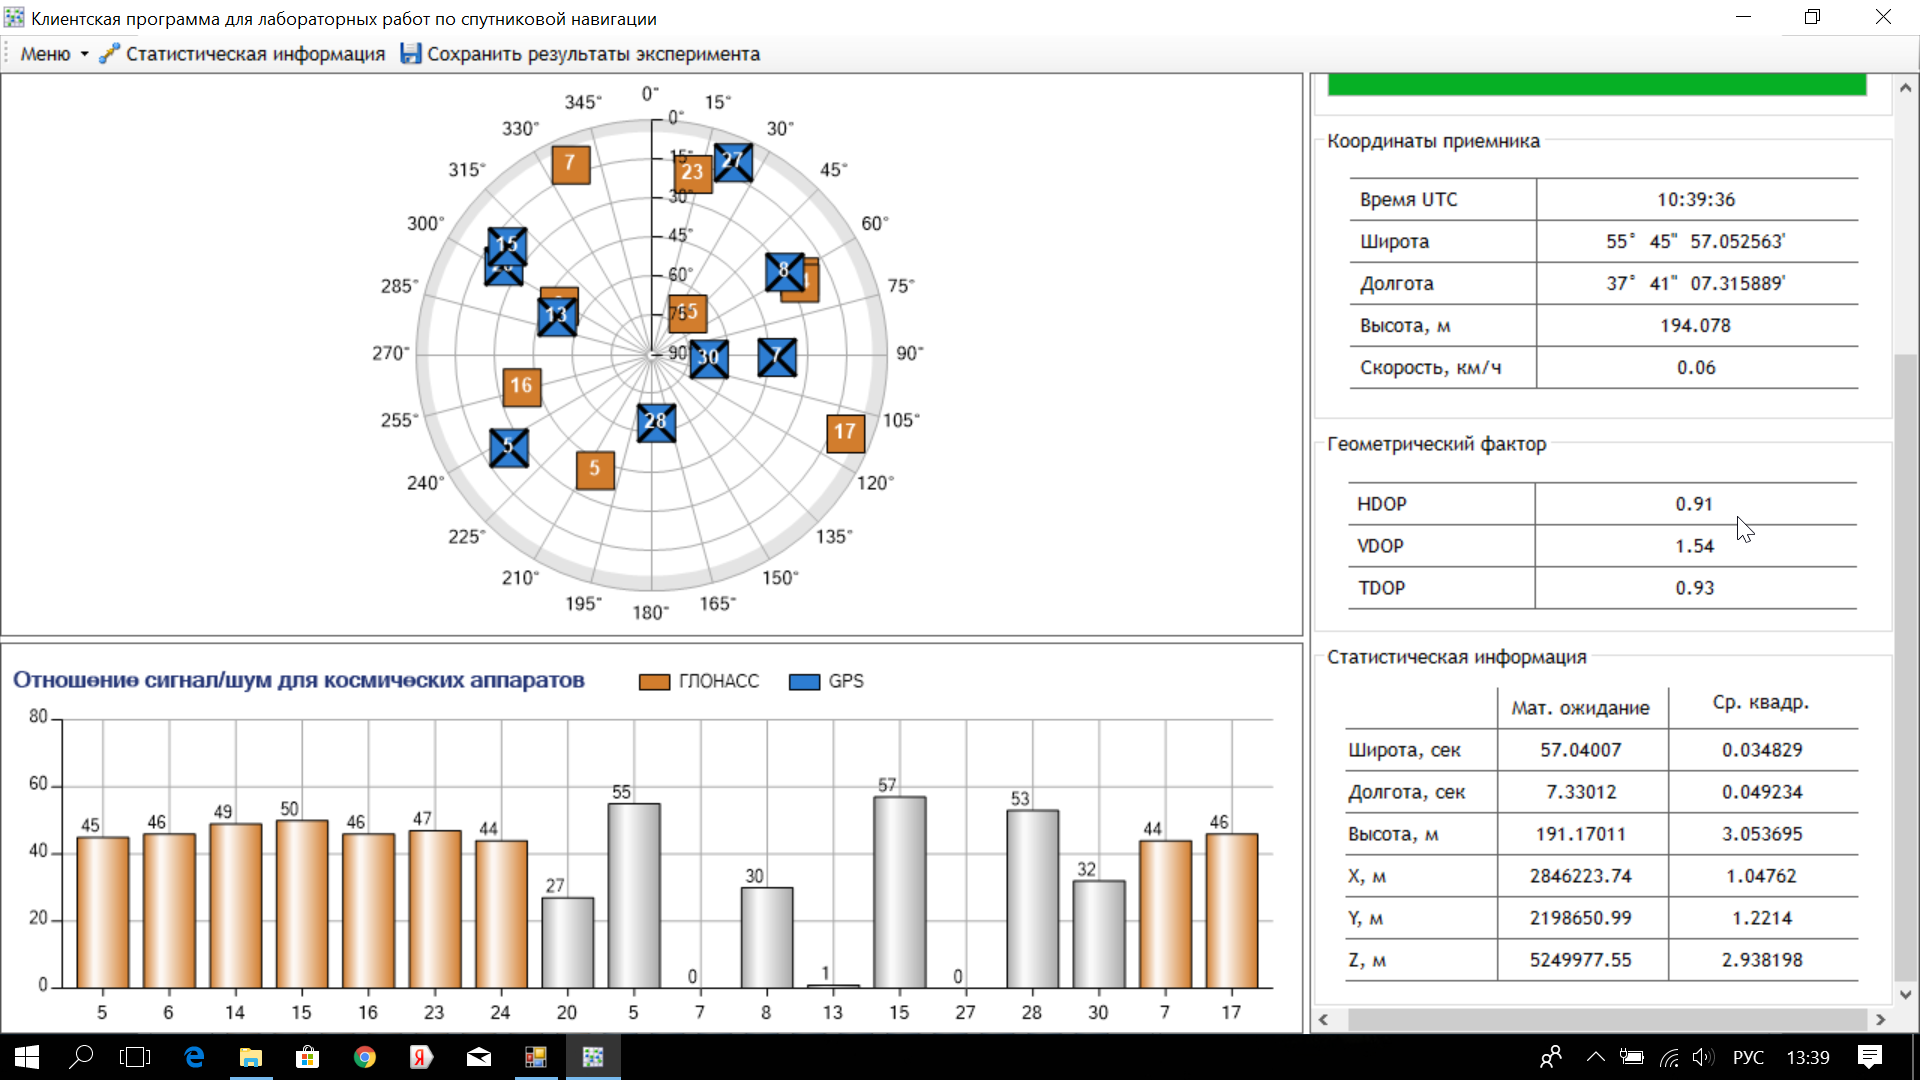 Клиентская программа для лабораторных работ по спутниковой навигации
Меню Статистическая информация Сохранить результаты эксперимента
0° 15° 30° 45° 60° 75° 90° 105° 120° 135° 150° 165° 180° 195° 210° 225° 240° 255° 270° 285° 300° 315° 330° 345°
0° 15° 30° 45° 60° 75° 90°
7
23
27
15
8
13
30
7
16
28
17
5
5
Отношение сигнал/шум для космических аппаратов ГЛОНАСС GPS
80
60
40
20
0
45 46 49 50 46 47 44 27 55 0 30 1 57 0 53 32 44 46
5 6 14 15 16 23 24 20 5 7 8 13 15 27 28 30 7 17
Координаты приемника
Время UTC 10:39:36
Широта 55° 45" 57.052563'
Долгота 37° 41" 07.315889'
Высота, м 194.078
Скорость, км/ч 0.06
Геометрический фактор
HDOP 0.91
VDOP 1.54
TDOP 0.93
Статистическая информация
Мат. ожидание Ср. квадр.
Широта, сек 57.04007 0.034829
Долгота, сек 7.33012 0.049234
Высота, м 191.17011 3.053695
X, м 2846223.74 1.04762
Y, м 2198650.99 1.2214
Z, м 5249977.55 2.938198
РУС 13:39